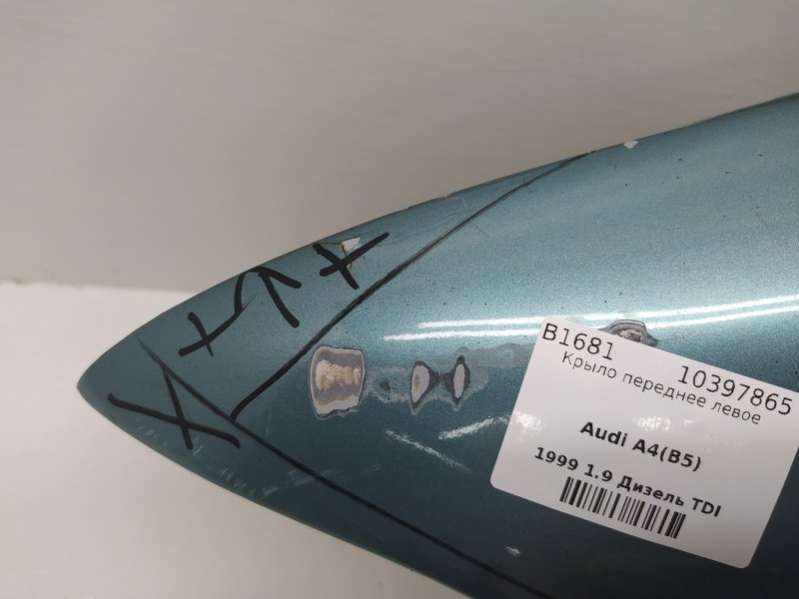 B1681 10397865
Крыло переднее левое
Audi A4(B5)
1999 1.9 Дизель TDI